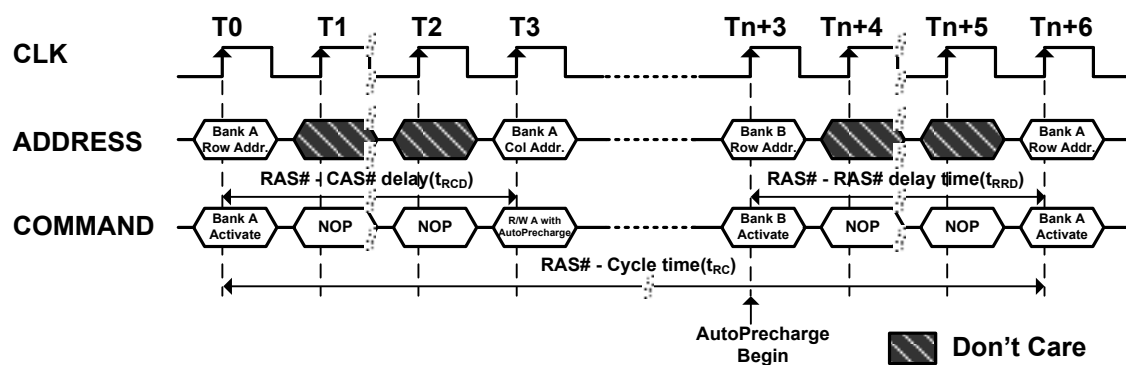 T0 T1 T2 T3 Tn+3 Tn+4 Tn+5 Tn+6
CLK
ADDRESS
Bank A
Row Addr.
Bank A
Col Addr.
Bank B
Row Addr.
Bank A
Row Addr.
RAS# - CAS# delay(tRCD)
RAS# - RAS# delay time(tRRD)
COMMAND
Bank A
Activate
NOP
NOP
R/W A with
AutoPrecharge
Bank B
Activate
NOP
NOP
Bank A
Activate
RAS# - Cycle time(tRC)
AutoPrecharge
Begin
Don't Care